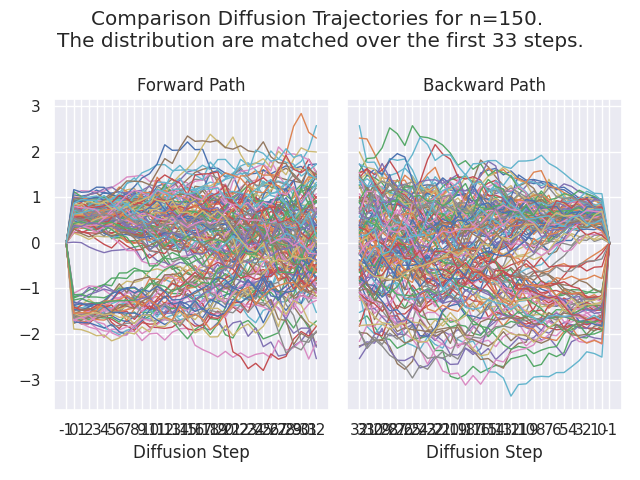 Comparison Diffusion Trajectories for n=150.
The distribution are matched over the first 33 steps.
Forward Path
Backward Path
3
2
1
0
−1
−2
−3
Diffusion Step
Diffusion Step